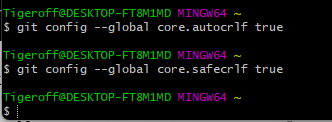 Tigeroff@DESKTOP-FT8M1MD MINGW64 ~
$ git config --global core.autocrlf true
Tigeroff@DESKTOP-FT8M1MD MINGW64 ~
$ git config --global core.safecrlf true
Tigeroff@DESKTOP-FT8M1MD MINGW64 ~
$